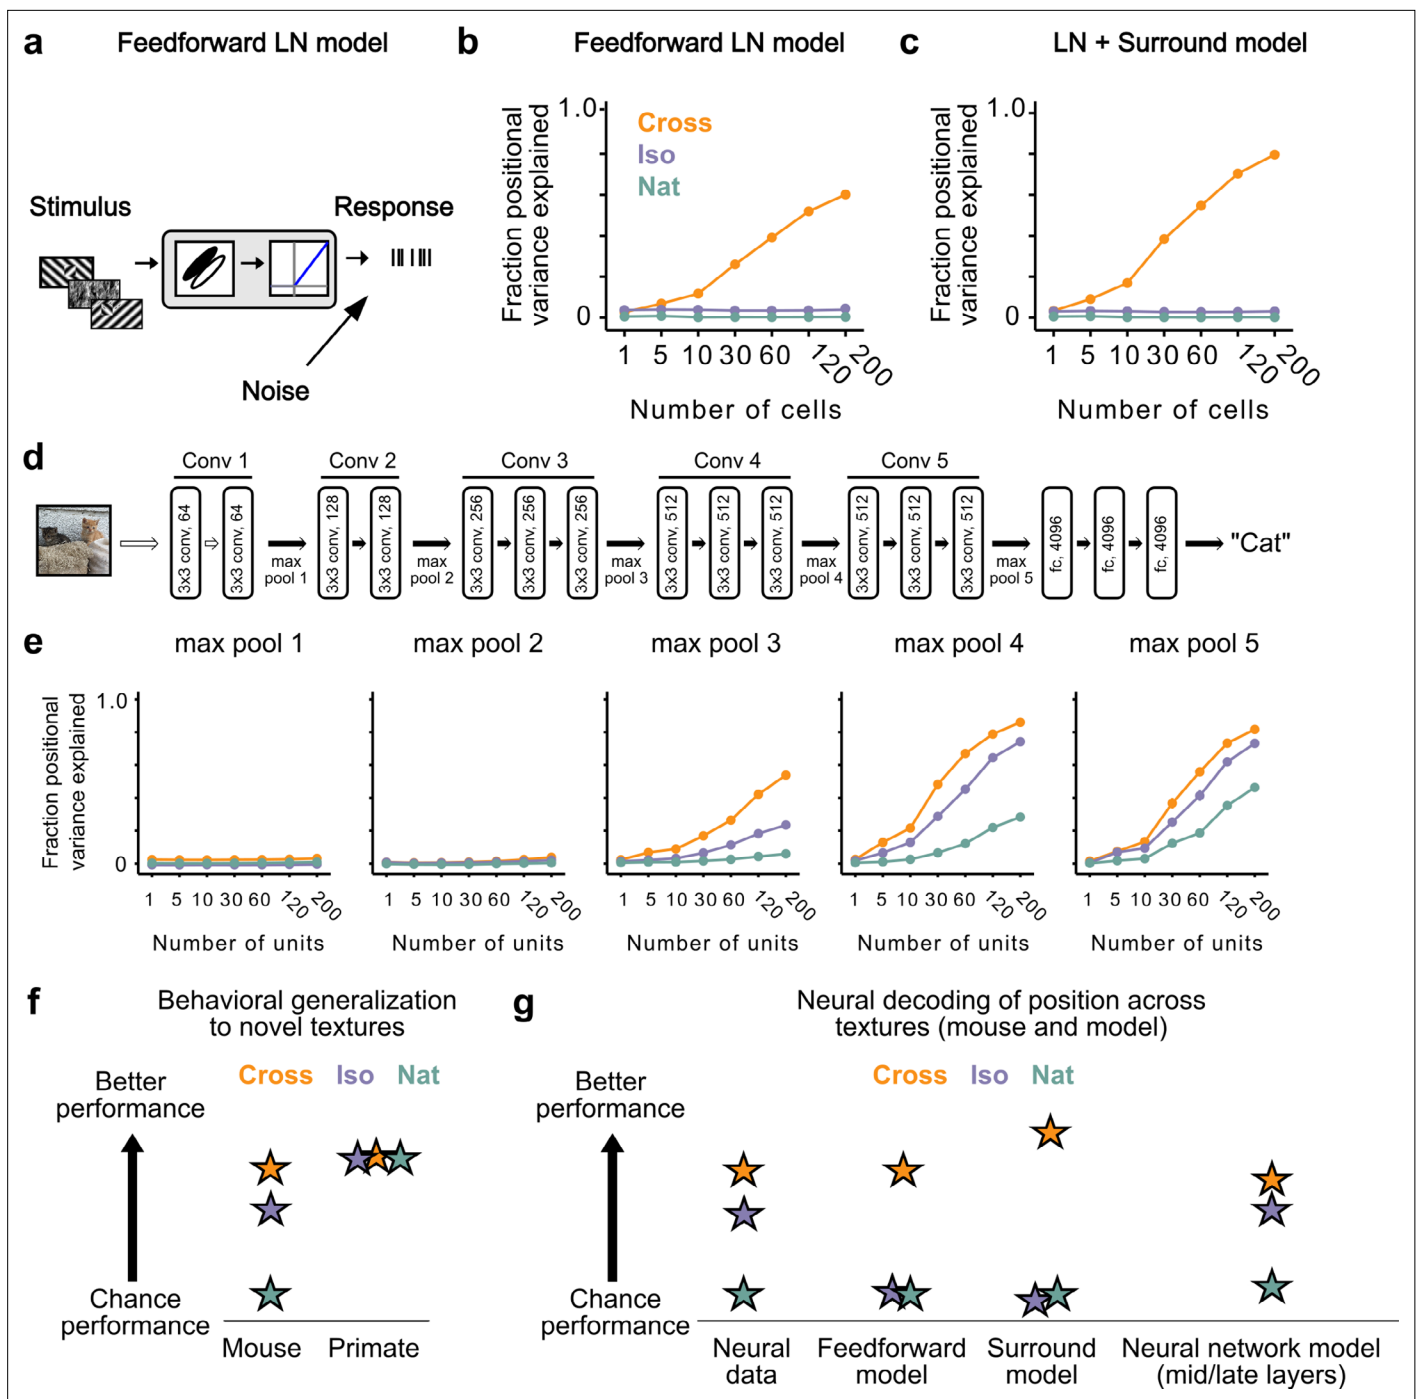 a Feedforward LN model
Stimulus
Response
Noise
b Feedforward LN model
Fraction positional
variance explained
1.0
0
Cross
Iso
Nat
1 5 10 30 60 120 200
Number of cells
c LN + Surround model
Fraction positional
variance explained
1.0
0
1 5 10 30 60 120 200
Number of cells
d
Conv 1 Conv 2 Conv 3 Conv 4 Conv 5
3x3 conv, 64
3x3 conv, 64
max
pool 1
3x3 conv, 128
3x3 conv, 128
max
pool 2
3x3 conv, 256
3x3 conv, 256
3x3 conv, 256
max
pool 3
3x3 conv, 512
3x3 conv, 512
3x3 conv, 512
max
pool 4
3x3 conv, 512
3x3 conv, 512
3x3 conv, 512
max
pool 5
fc, 4096
fc, 4096
fc, 4096
"Cat"
e
Fraction positional
variance explained
1.0
0
max pool 1
1 5 10 30 60 120 200
Number of units
max pool 2
1 5 10 30 60 120 200
Number of units
max pool 3
1 5 10 30 60 120 200
Number of units
max pool 4
1 5 10 30 60 120 200
Number of units
max pool 5
1 5 10 30 60 120 200
Number of units
f Behavioral generalization
to novel textures
Cross Iso Nat
Better
performance
Chance
performance
Mouse Primate
g Neural decoding of position across
textures (mouse and model)
Cross Iso Nat
Better
performance
Chance
performance
Neural
data
Feedforward
model
Surround
model
Neural network model
(mid/late layers)